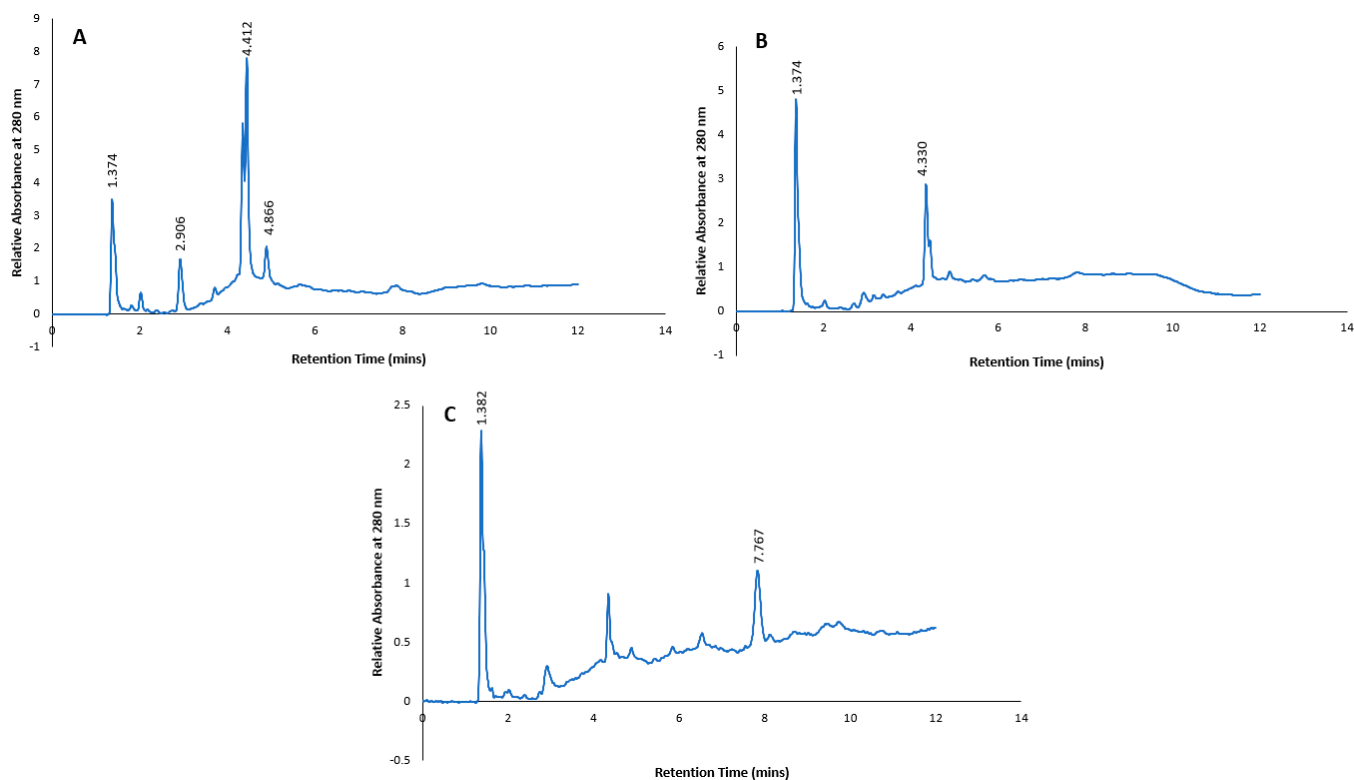 A
Relative Absorbance at 280 nm
9
8
7
6
5
4
3
2
1
0
-1
1.374
2.906
4.412
4.866
0 2 4 6 8 10 12 14
Retention Time (mins)
B
Relative Absorbance at 280 nm
6
5
4
3
2
1
0
-1
1.374
4.330
0 2 4 6 8 10 12 14
Retention Time (mins)
C
Relative Absorbance at 280 nm
2.5
2
1.5
1
0.5
0
-0.5
1.382
7.767
0 2 4 6 8 10 12 14
Retention Time (mins)